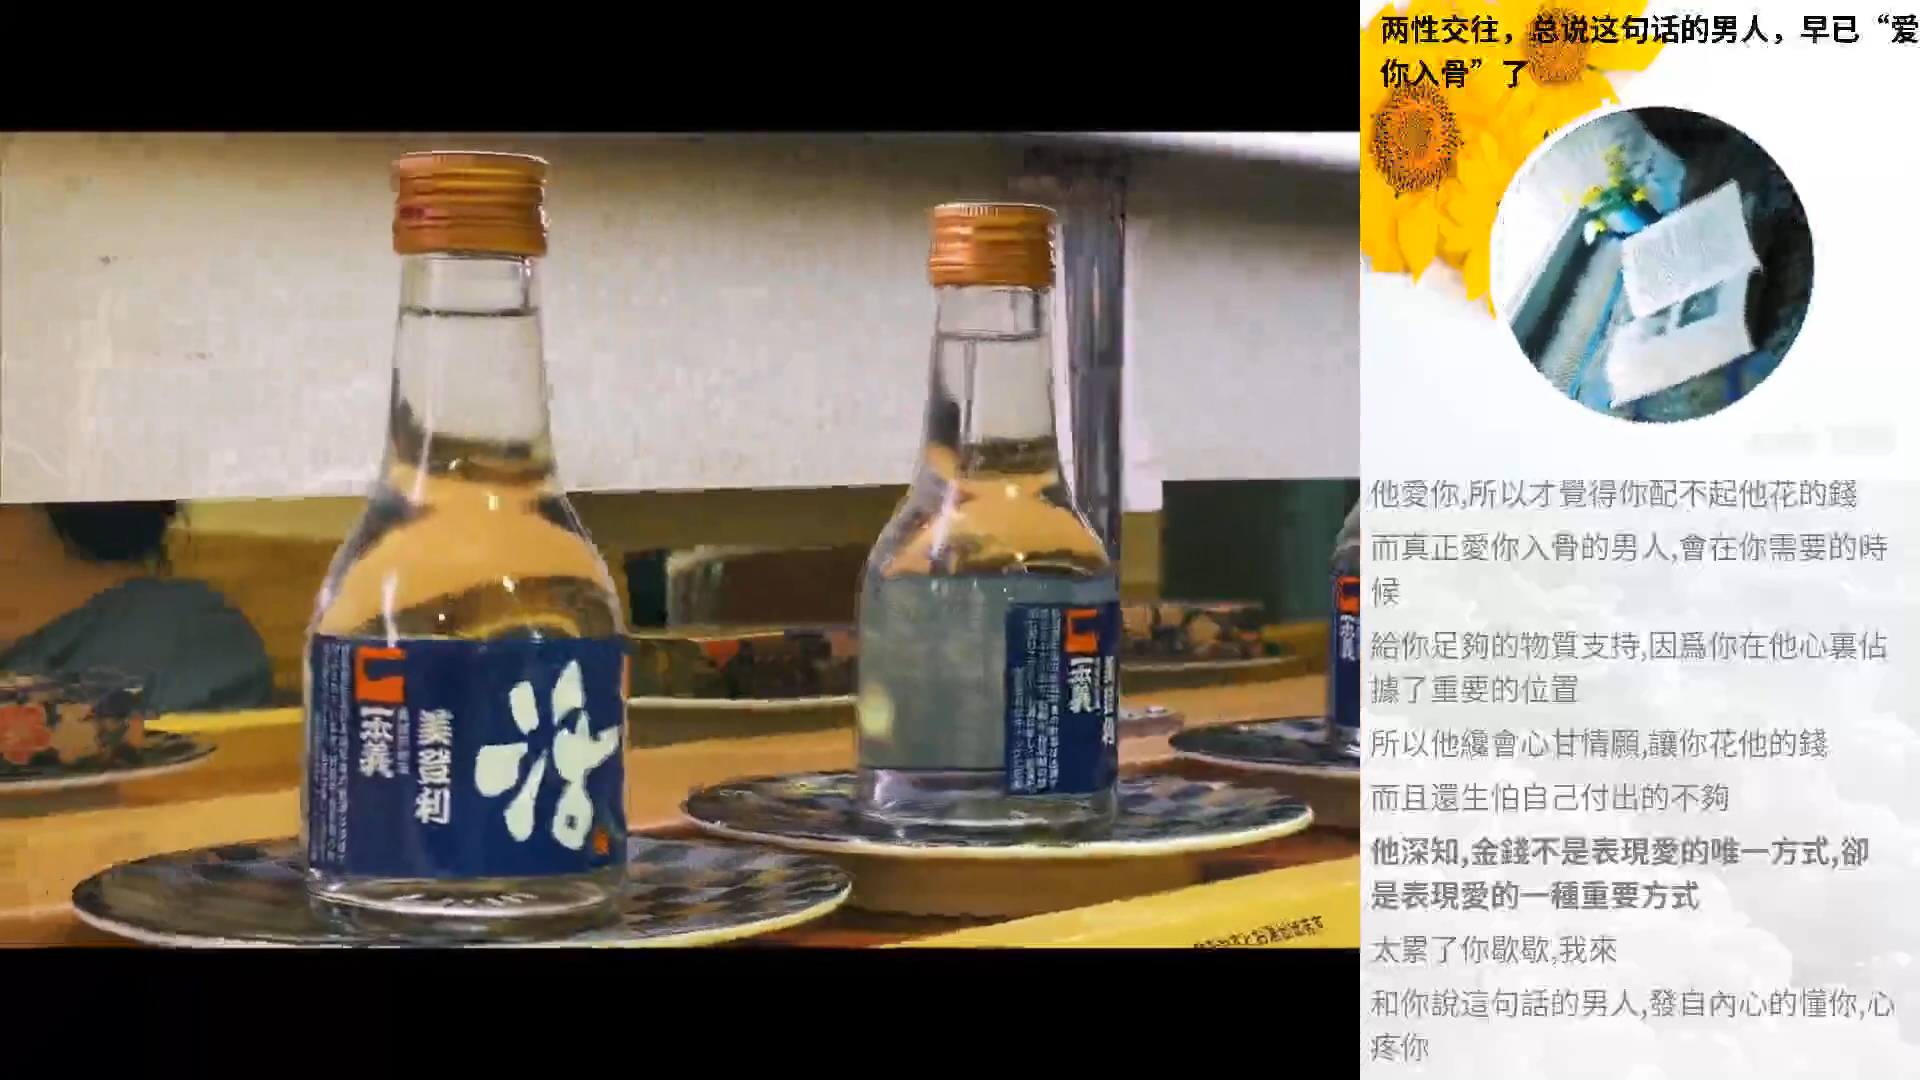 两性交往，总说这句话的男人，早已“爱
你入骨”了
他愛你,所以才覺得你配不起他花的錢
而真正愛你入骨的男人,會在你需要的時
候
給你足夠的物質支持,因爲你在他心裏佔
據了重要的位置
所以他纔會心甘情願,讓你花他的錢
而且還生怕自己付出的不夠
他深知,金錢不是表現愛的唯一方式,卻
是表現愛的一種重要方式
太累了你歇歇,我來
和你說這句話的男人,發自內心的懂你,心
疼你
一本義
美登利
活
一本義